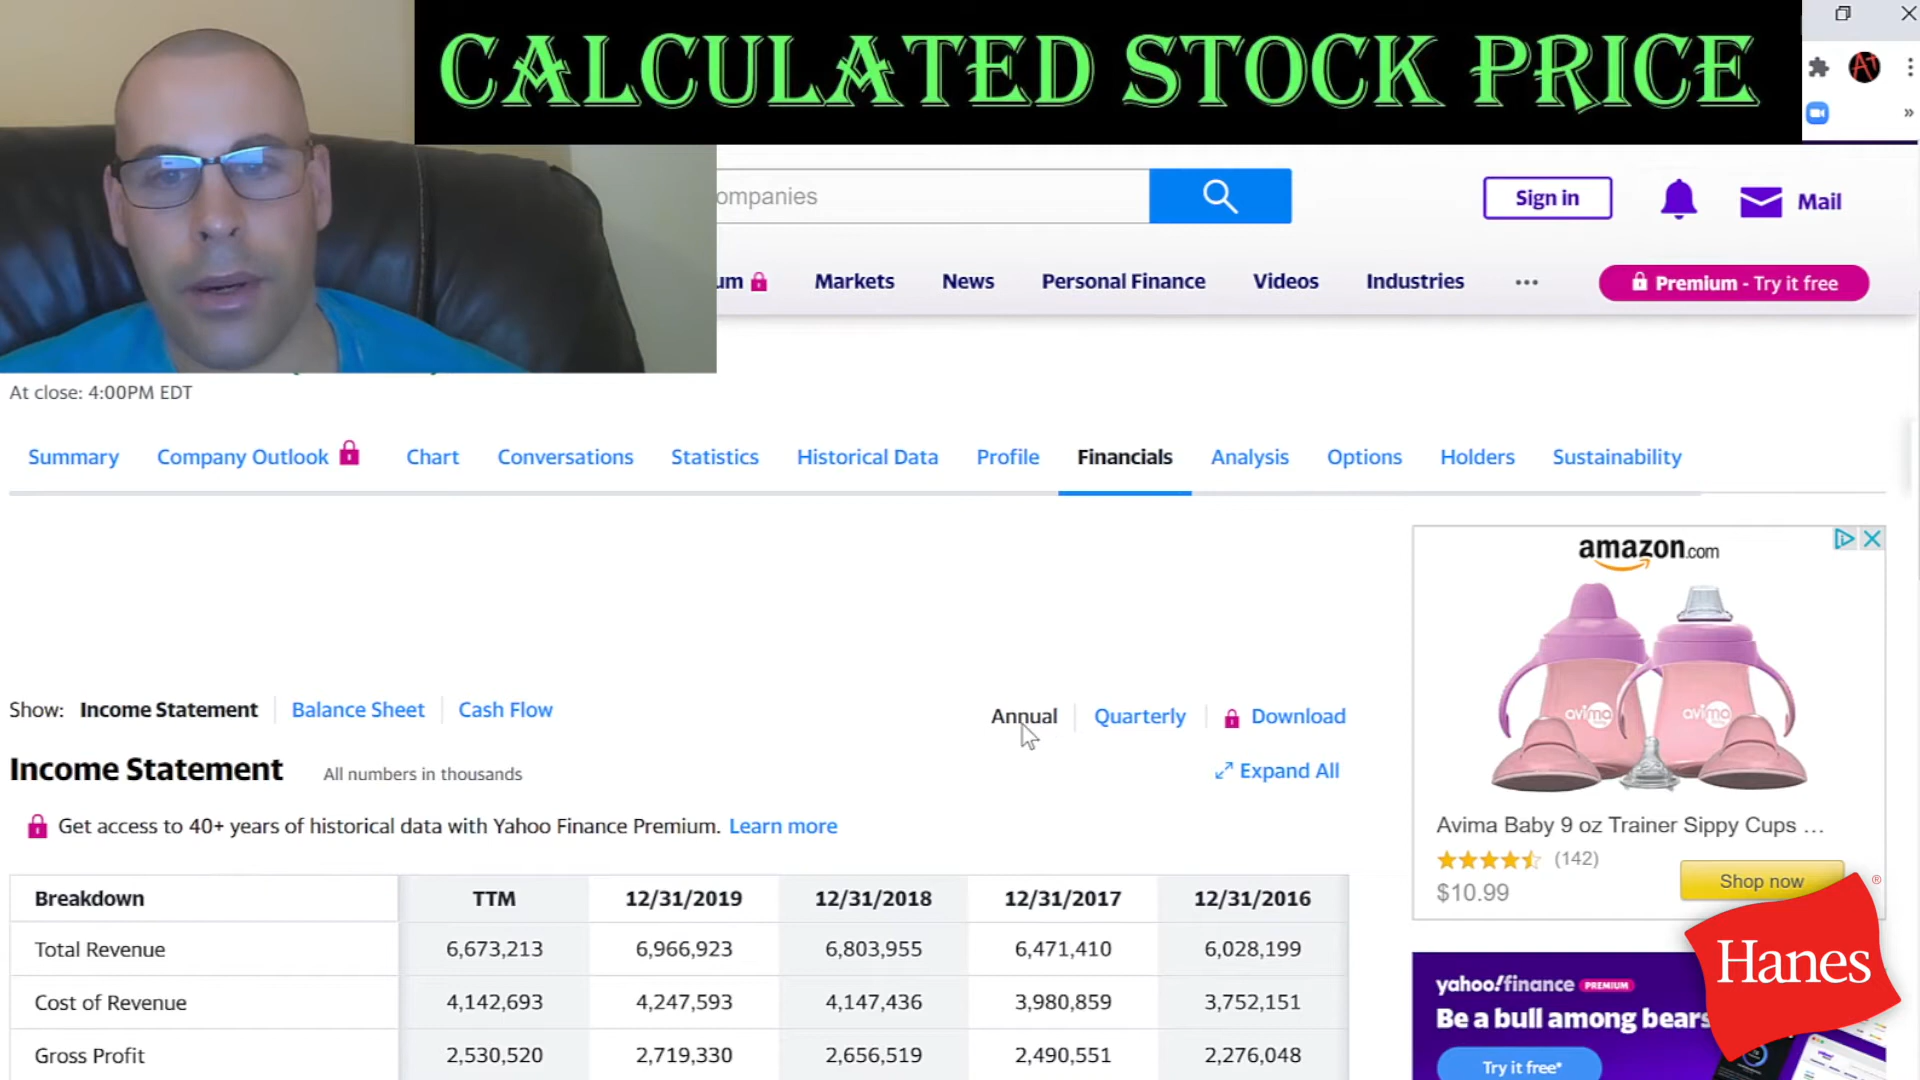 CALCULATED STOCK PRICE
ompanies
Sign in
Mail
um
Markets
News
Personal Finance
Videos
Industries
Premium - Try it free
At close: 4:00PM EDT
Summary
Company Outlook
Chart
Conversations
Statistics
Historical Data
Profile
Financials
Analysis
Options
Holders
Sustainability
amazon.com
avima
avima
Show: Income Statement
Balance Sheet
Cash Flow
Annual
Quarterly
Download
Income Statement
All numbers in thousands
Expand All
Get access to 40+ years of historical data with Yahoo Finance Premium. Learn more
Avima Baby 9 oz Trainer Sippy Cups ...
(142)
$10.99
Shop now
Breakdown TTM 12/31/2019 12/31/2018 12/31/2017 12/31/2016
Total Revenue 6,673,213 6,966,923 6,803,955 6,471,410 6,028,199
Cost of Revenue 4,142,693 4,247,593 4,147,436 3,980,859 3,752,151
Gross Profit 2,530,520 2,719,330 2,656,519 2,490,551 2,276,048
Hanes®
yahoo!finance PREMIUM
Be a bull among bears
Try it free*